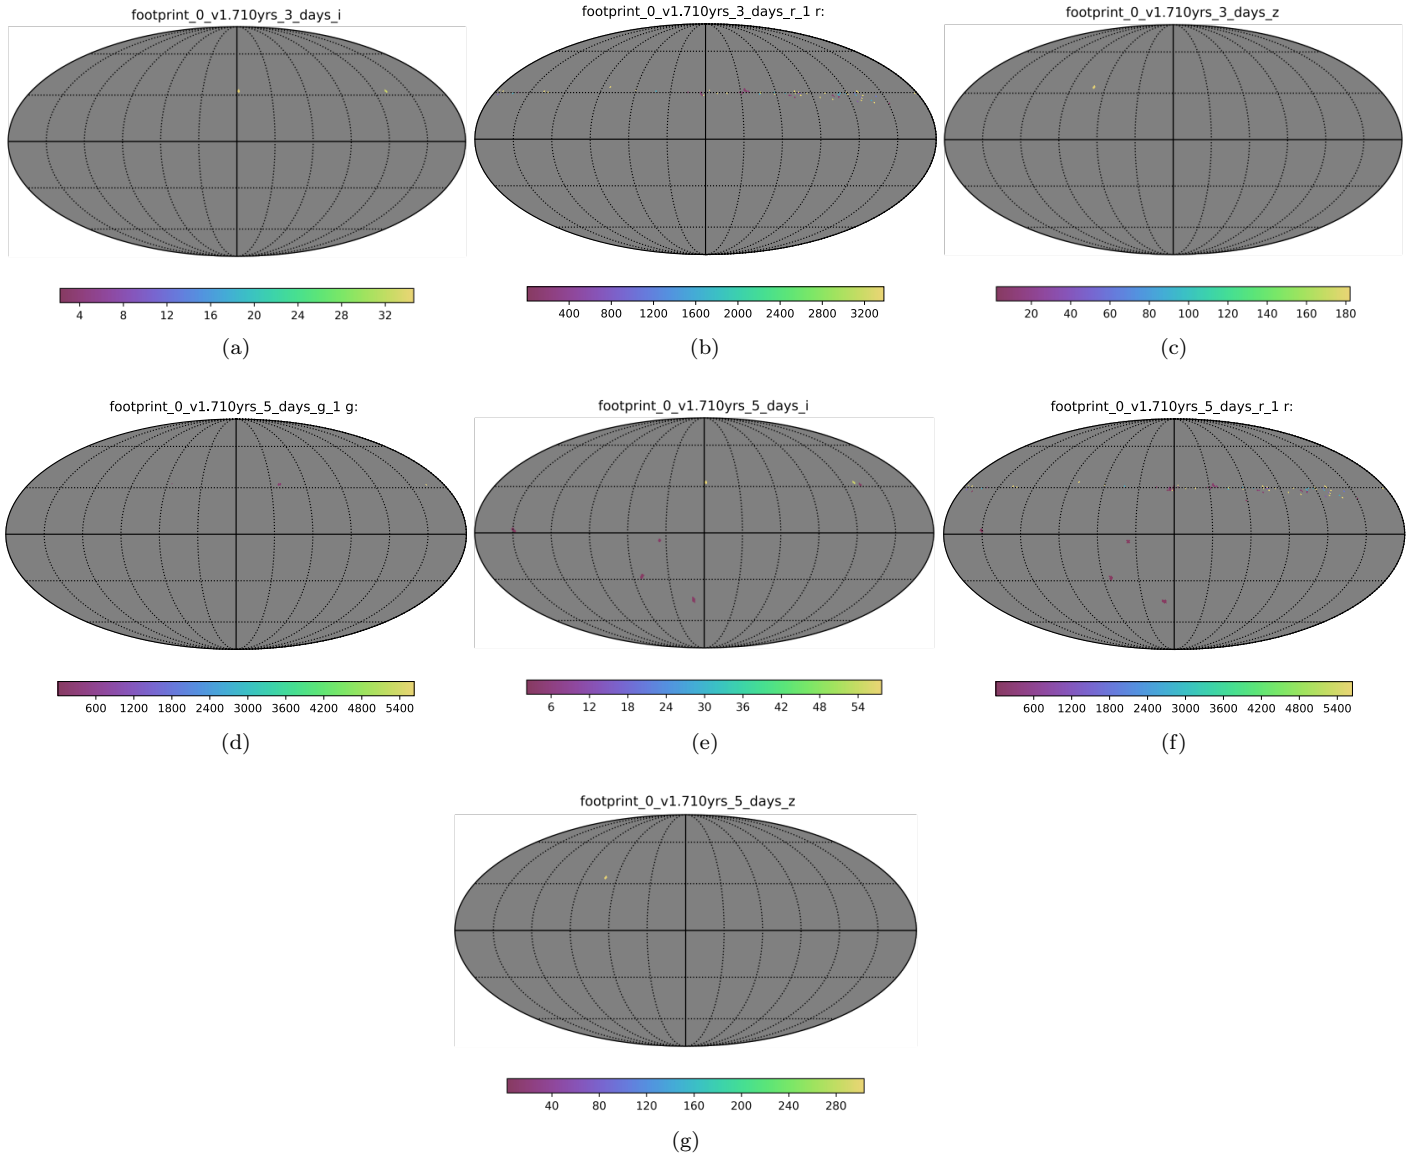 footprint_0_v1.710yrs_3_days_i
footprint_0_v1.710yrs_3_days_r_1 r:
footprint_0_v1.710yrs_3_days_z
4 8 12 16 20 24 28 32
400 800 1200 1600 2000 2400 2800 3200
20 40 60 80 100 120 140 160 180
(a)
(b)
(c)
footprint_0_v1.710yrs_5_days_g_1 g:
footprint_0_v1.710yrs_5_days_i
footprint_0_v1.710yrs_5_days_r_1 r:
600 1200 1800 2400 3000 3600 4200 4800 5400
6 12 18 24 30 36 42 48 54
600 1200 1800 2400 3000 3600 4200 4800 5400
(d)
(e)
(f)
footprint_0_v1.710yrs_5_days_z
40 80 120 160 200 240 280
(g)